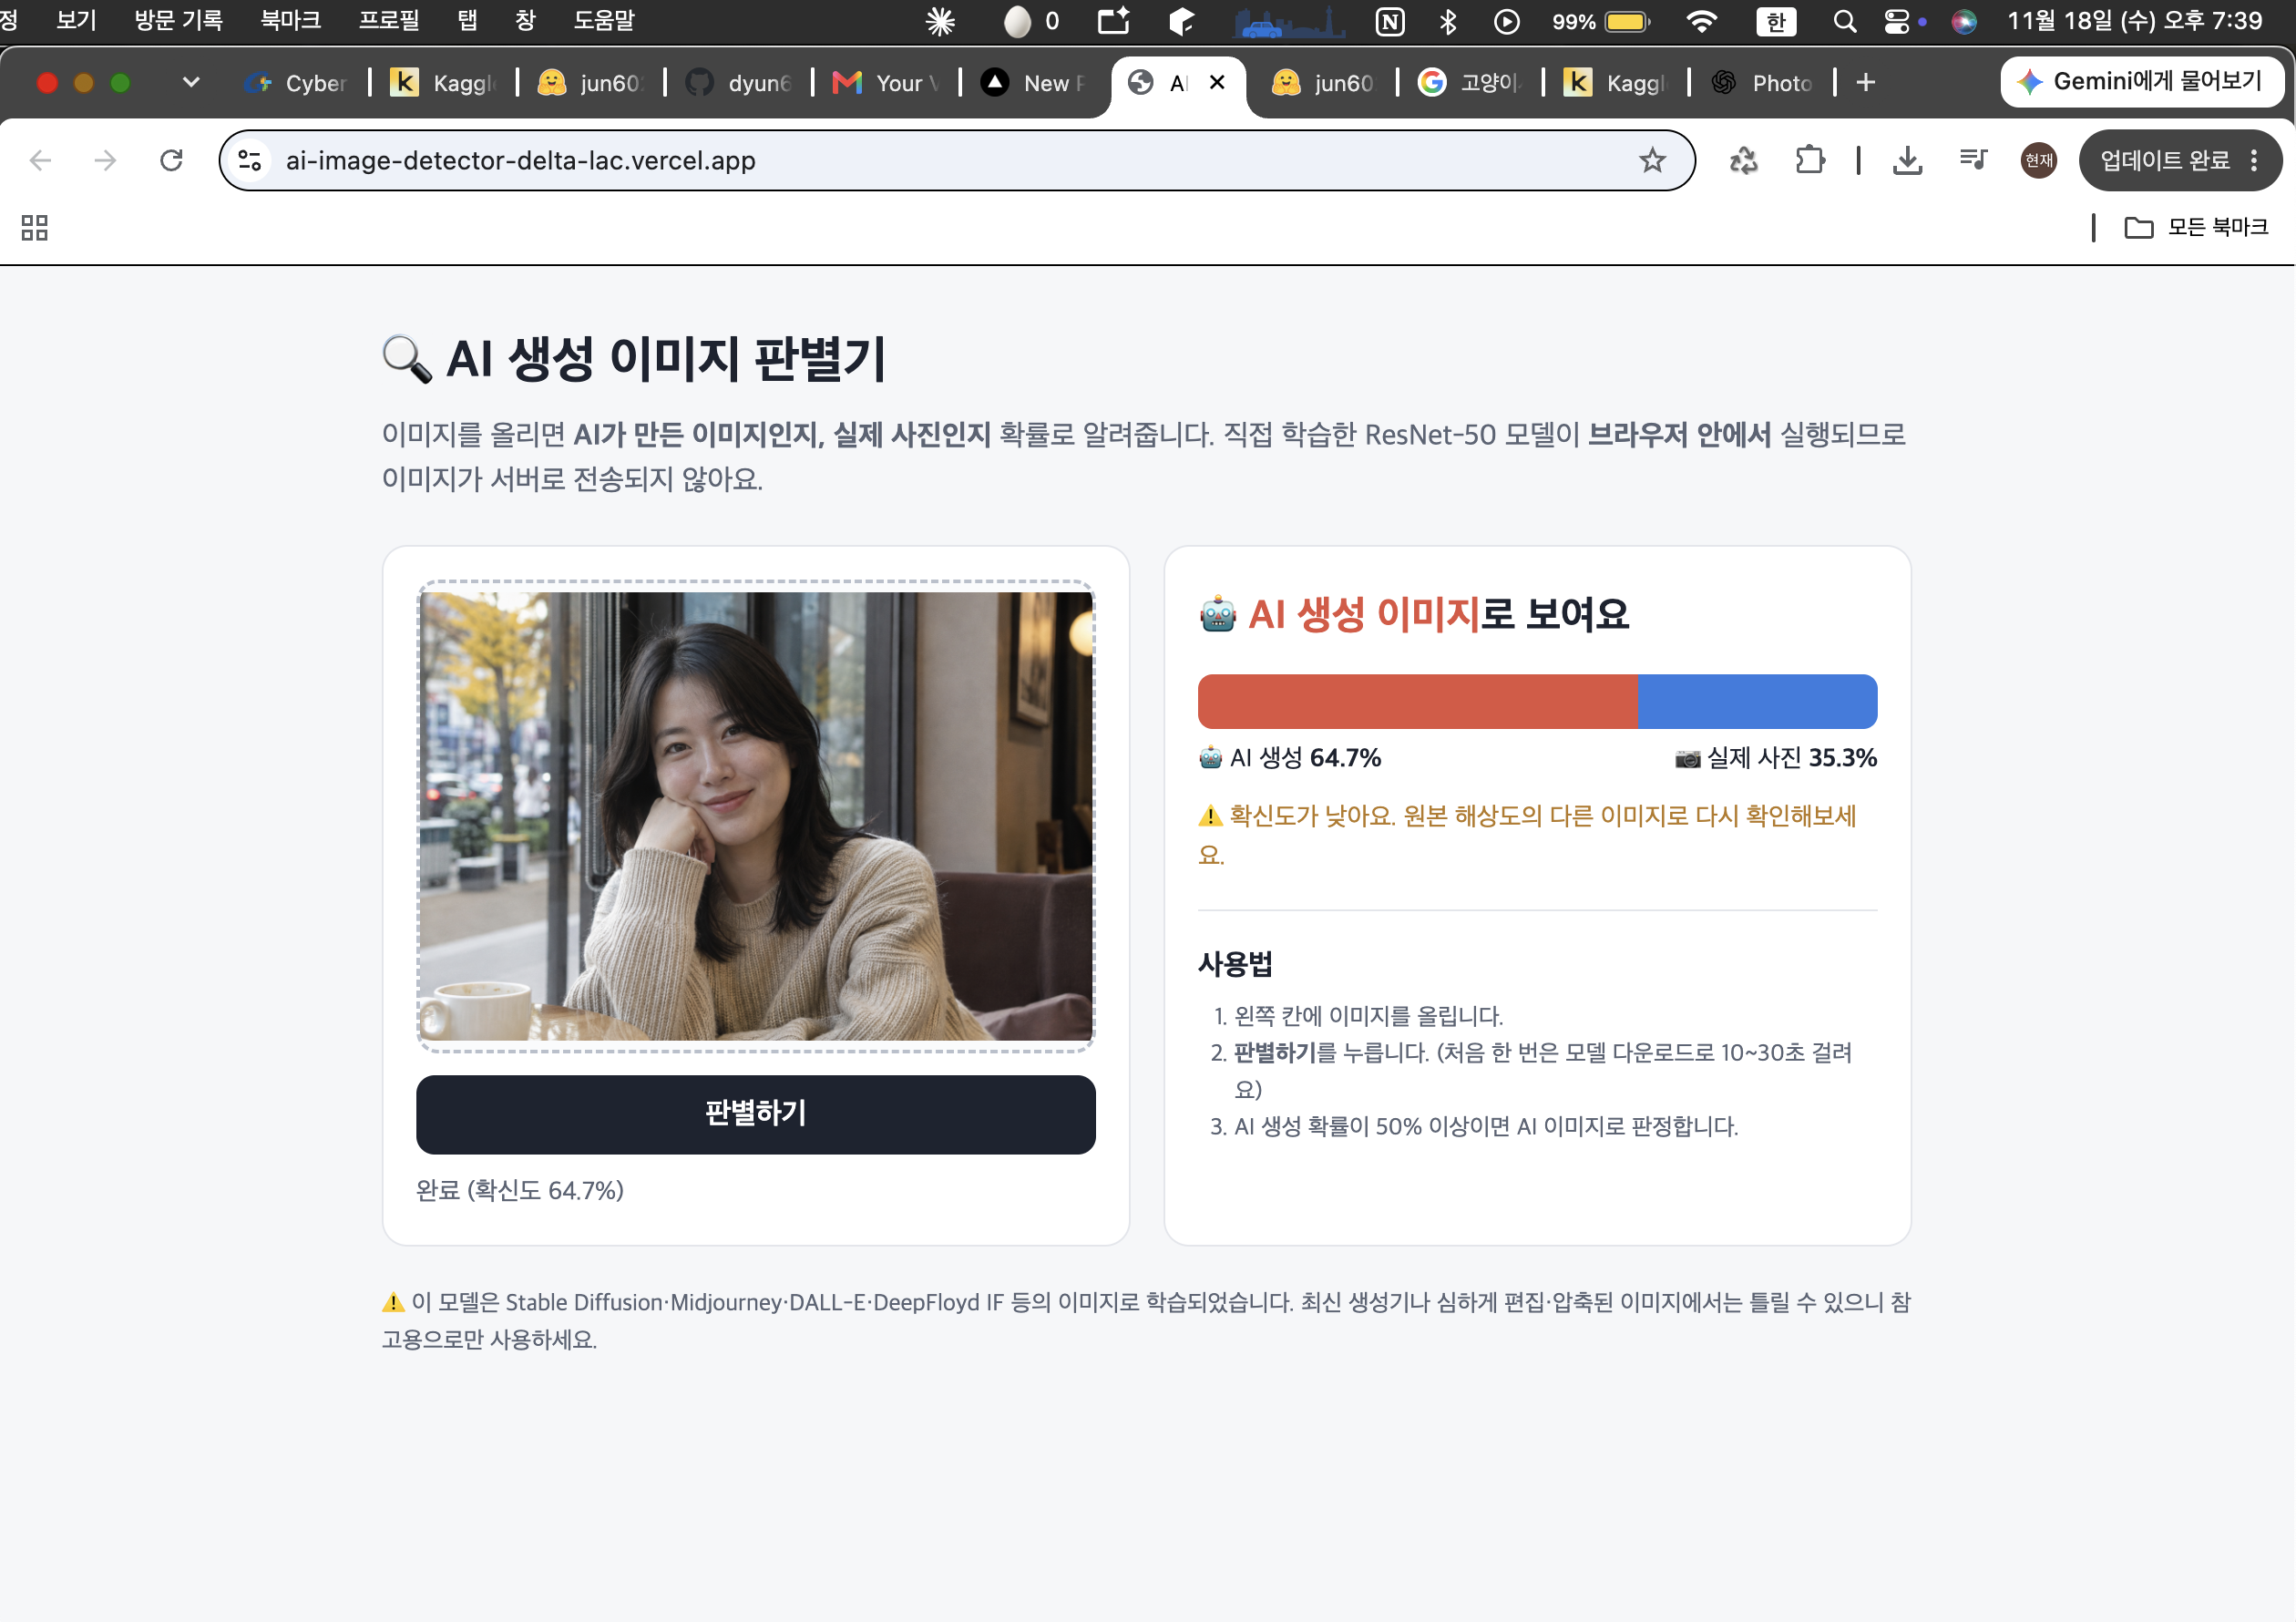 정 보기 방문 기록 북마크 프로필 탭 창 도움말 0 N 99% 한 11월 18일 (수) 오후 7:39
Cyber Kaggl jun60 dyun6 Your New AI jun60 고양이 Kaggl Photo Gemini에게 물어보기
ai-image-detector-delta-lac.vercel.app 현재 업데이트 완료
모든 북마크
AI 생성 이미지 판별기
이미지를 올리면 AI가 만든 이미지인지, 실제 사진인지 확률로 알려줍니다. 직접 학습한 ResNet-50 모델이 브라우저 안에서 실행되므로
이미지가 서버로 전송되지 않아요.
판별하기
완료 (확신도 64.7%)
AI 생성 이미지로 보여요
AI 생성 64.7% 실제 사진 35.3%
확신도가 낮아요. 원본 해상도의 다른 이미지로 다시 확인해보세
요.
사용법
1. 왼쪽 칸에 이미지를 올립니다.
2. 판별하기를 누릅니다. (처음 한 번은 모델 다운로드로 10~30초 걸려
요)
3. AI 생성 확률이 50% 이상이면 AI 이미지로 판정합니다.
이 모델은 Stable Diffusion·Midjourney·DALL-E·DeepFloyd IF 등의 이미지로 학습되었습니다. 최신 생성기나 심하게 편집·압축된 이미지에서는 틀릴 수 있으니 참
고용으로만 사용하세요.